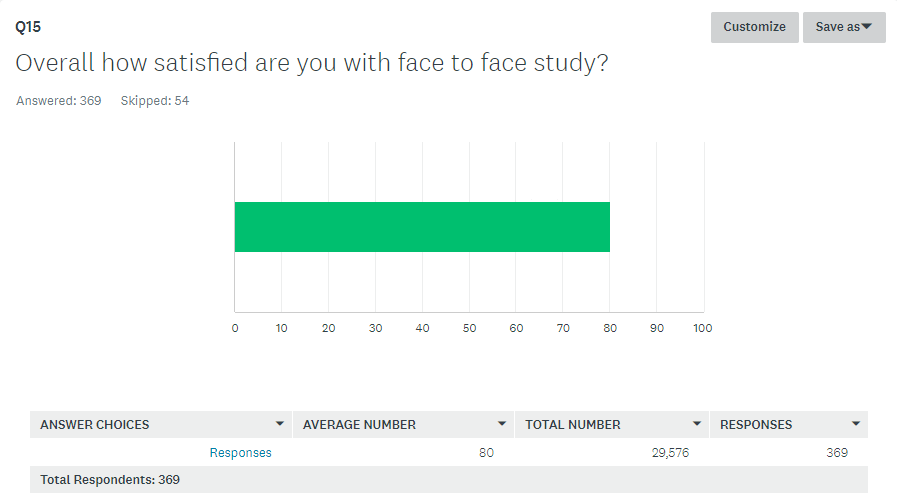 Q15
Customize
Save as
Overall how satisfied are you with face to face study?
Answered: 369 Skipped: 54
0 10 20 30 40 50 60 70 80 90 100
ANSWER CHOICES AVERAGE NUMBER TOTAL NUMBER RESPONSES
Responses 80 29,576 369
Total Respondents: 369